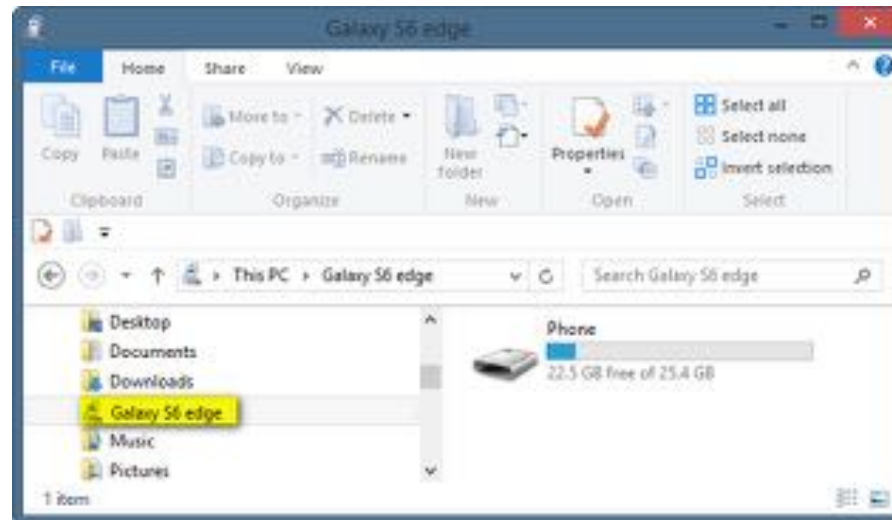 Galaxy S6 edge
File Home Share View
Copy Paste Move to Copy to Delete Rename New folder Properties Select all Select none Invert selection
Clipboard Organize New Open Select
This PC Galaxy S6 edge Search Galaxy S6 edge
Desktop
Documents
Downloads
Galaxy S6 edge
Music
Pictures
Phone
22.5 GB free of 25.4 GB
1 item